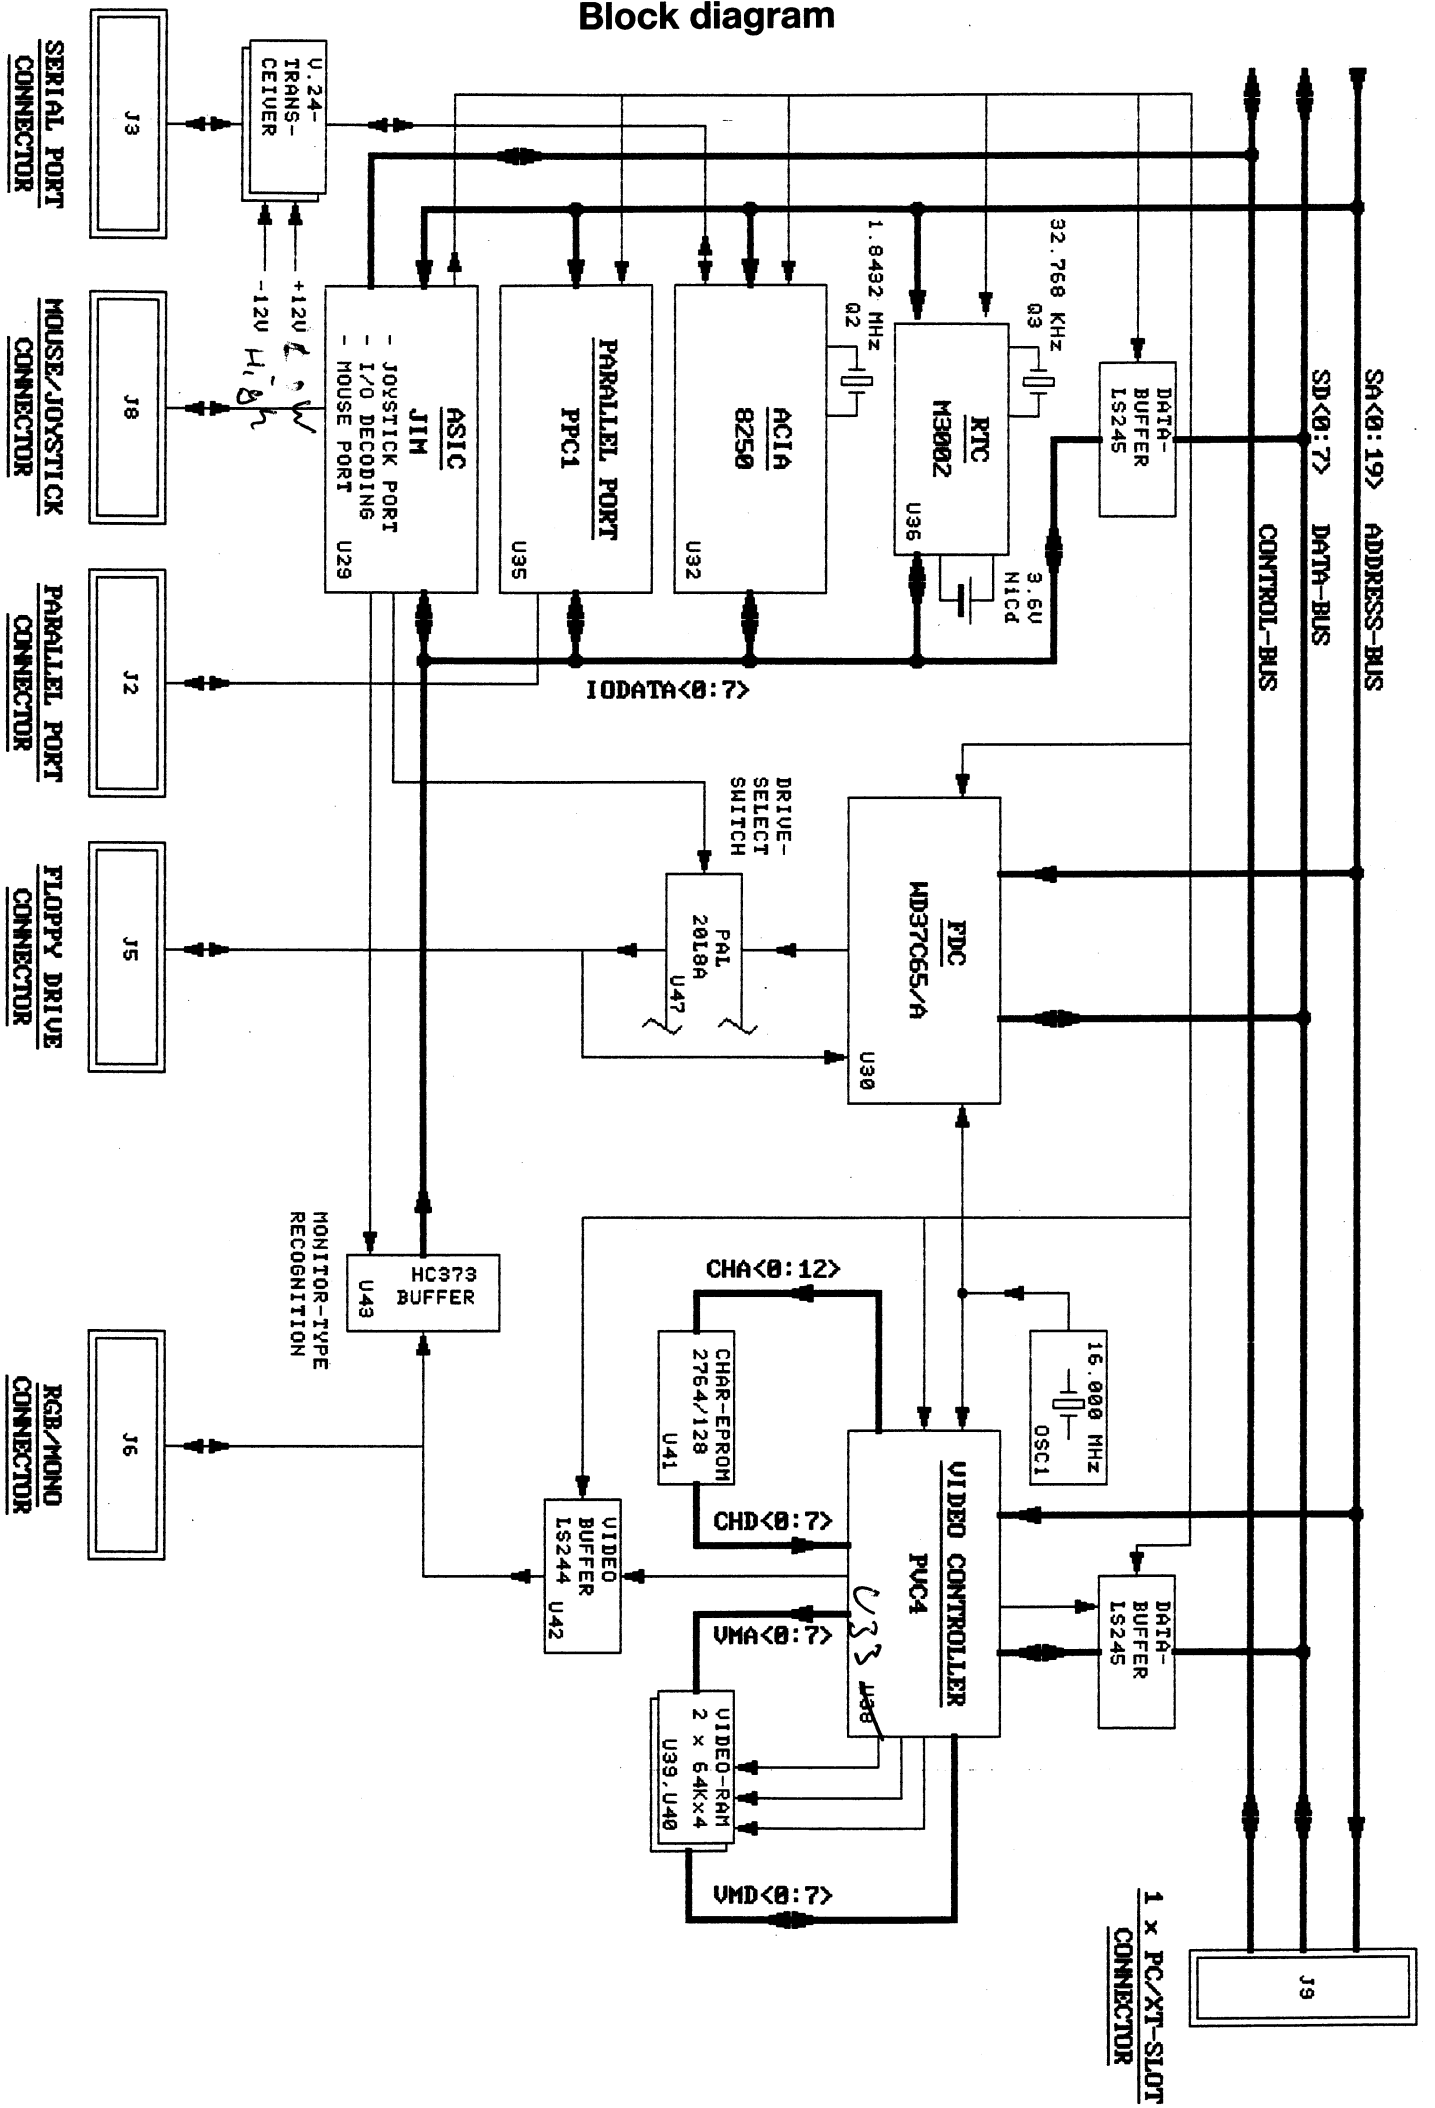 Block diagram
SA<0:19> ADDRESS-BUS
SD<0:7> DATA-BUS
CONTROL-BUS
J9
1 x PC/XT-SLOT
CONNECTOR
DATA-
BUFFER
LS245
32.768 KHz
Q3
RTC
M3002
U36
3.6V
NiCd
1.8432 MHz
Q2
ACIA
8250
U32
PARALLEL PORT
PPC1
U35
ASIC
JIM
- JOYSTICK PORT
- I/O DECODING
- MOUSE PORT
U29
IODATA<0:7>
V.24-
TRANS-
CEIVER
+12V Low
-12V High
FDC
WD37C65/A
U30
DRIVE-
SELECT
SWITCH
PAL
20L8A
U47
16.000 MHz
OSC1
DATA-
BUFFER
LS245
VIDEO CONTROLLER
PVC4
U33
U38
CHA<0:12>
CHAR-EPROM
2764/128
U41
CHD<0:7>
VMA<0:7>
VIDEO-RAM
2 x 64Kx4
U39,U40
VMD<0:7>
VIDEO
BUFFER
LS244
U42
HC373
BUFFER
U43
MONITOR-TYPE
RECOGNITION
J3
SERIAL PORT
CONNECTOR
J8
MOUSE/JOYSTICK
CONNECTOR
J2
PARALLEL PORT
CONNECTOR
J5
FLOPPY DRIVE
CONNECTOR
J6
RGB/MONO
CONNECTOR